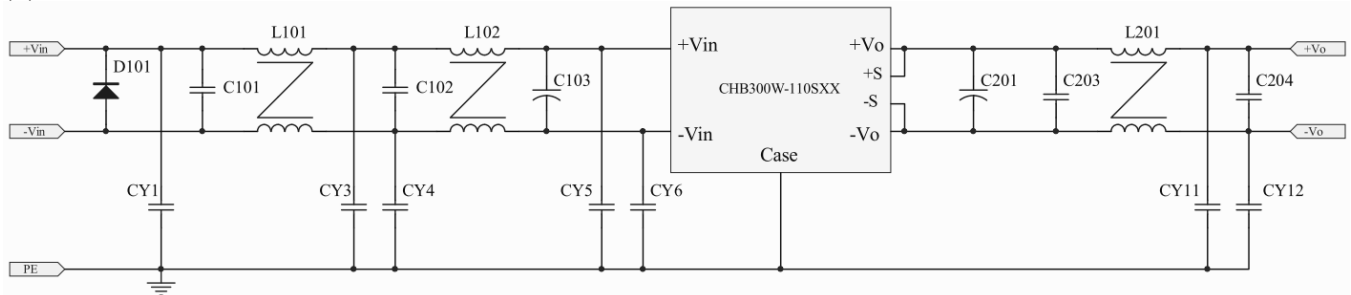 L101
L102
L201
+Vin
+Vin
+Vo
+Vo
D101
C101
C102
C103
+S
CHB300W-110SXX
-S
C201
C203
C204
-Vin
-Vin
-Vo
-Vo
Case
CY1
CY3
CY4
CY5
CY6
CY11
CY12
PE